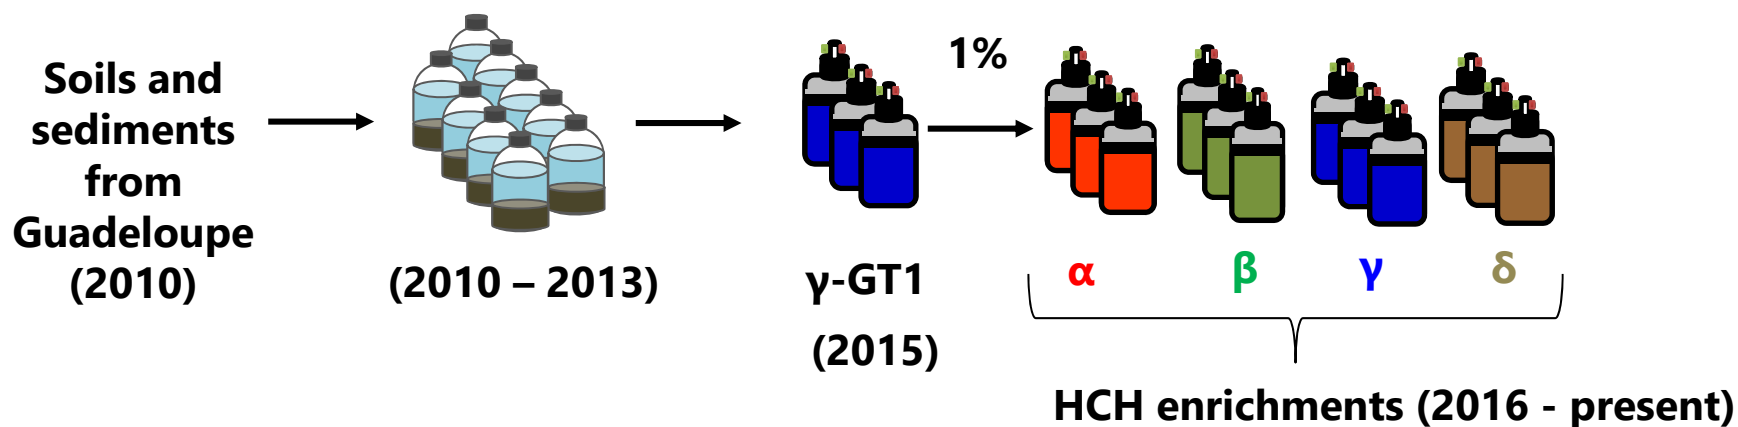 Soils and
sediments
from
Guadeloupe
(2010)
(2010 – 2013)
γ-GT1
(2015)
1%
α
β
γ
δ
HCH enrichments (2016 - present)